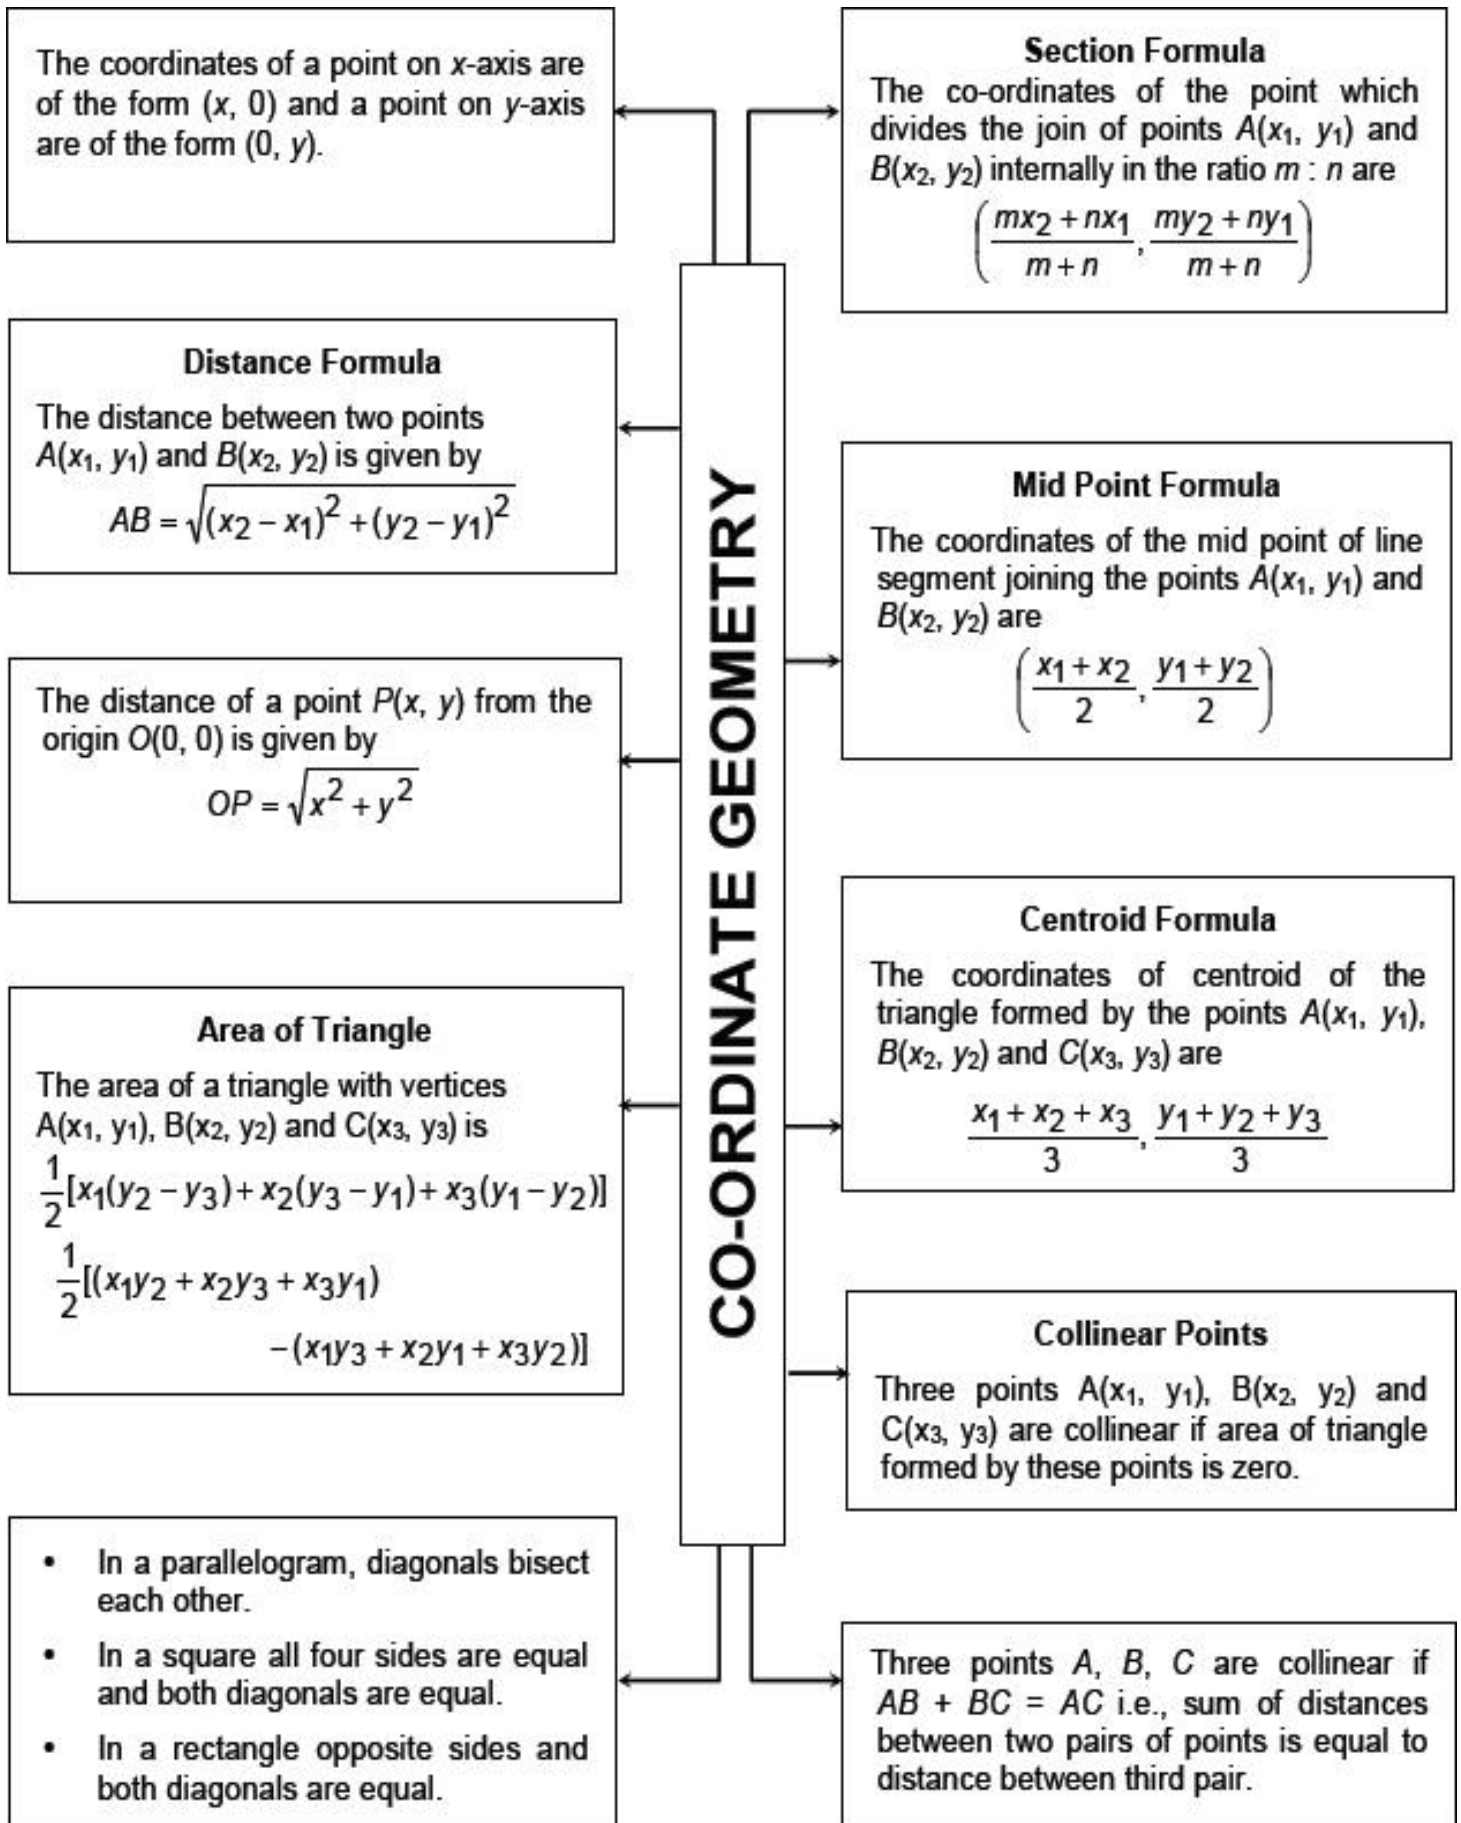 The coordinates of a point on x-axis are
of the form (x, 0) and a point on y-axis
are of the form (0, y).
Distance Formula
The distance between two points
A(x₁, y₁) and B(x₂, y₂) is given by
AB = √((x₂ – x₁)² + (y₂ – y₁)²)
The distance of a point P(x, y) from the
origin O(0, 0) is given by
OP = √(x² + y²)
Area of Triangle
The area of a triangle with vertices
A(x₁, y₁), B(x₂, y₂) and C(x₃, y₃) is
1/2[x₁(y₂ – y₃) + x₂(y₃ – y₁) + x₃(y₁ – y₂)]
1/2[(x₁y₂ + x₂y₃ + x₃y₁)
–(x₁y₃ + x₂y₁ + x₃y₂)]
• In a parallelogram, diagonals bisect
each other.
• In a square all four sides are equal
and both diagonals are equal.
• In a rectangle opposite sides and
both diagonals are equal.
CO-ORDINATE GEOMETRY
Section Formula
The co-ordinates of the point which
divides the join of points A(x₁, y₁) and
B(x₂, y₂) internally in the ratio m : n are
((mx₂ + nx₁)/(m + n), (my₂ + ny₁)/(m + n))
Mid Point Formula
The coordinates of the mid point of line
segment joining the points A(x₁, y₁) and
B(x₂, y₂) are
((x₁ + x₂)/2, (y₁ + y₂)/2)
Centroid Formula
The coordinates of centroid of the
triangle formed by the points A(x₁, y₁),
B(x₂, y₂) and C(x₃, y₃) are
(x₁ + x₂ + x₃)/3, (y₁ + y₂ + y₃)/3
Collinear Points
Three points A(x₁, y₁), B(x₂, y₂) and
C(x₃, y₃) are collinear if area of triangle
formed by these points is zero.
Three points A, B, C are collinear if
AB + BC = AC i.e., sum of distances
between two pairs of points is equal to
distance between third pair.